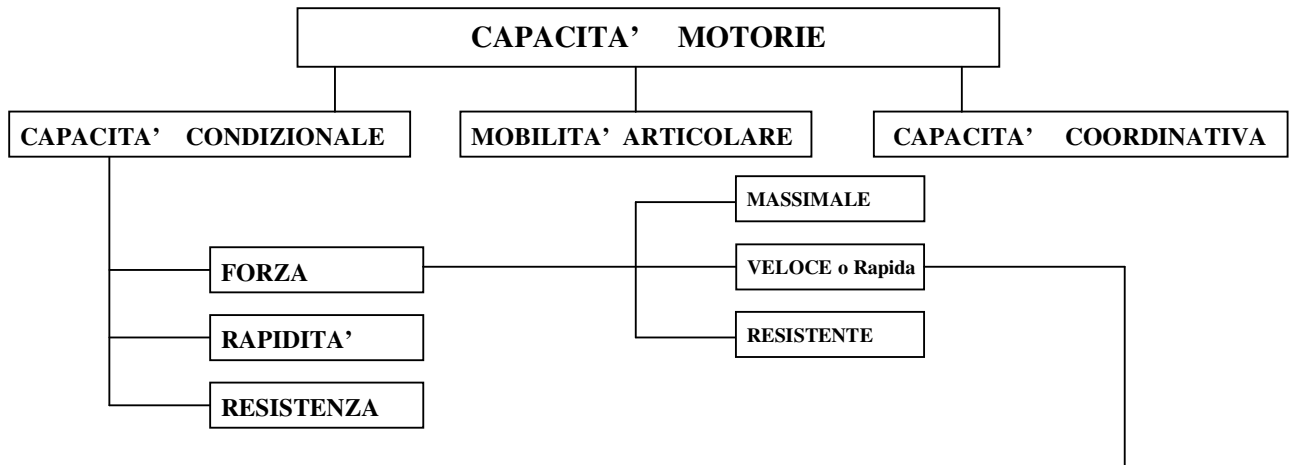 CAPACITA’ MOTORIE
CAPACITA’ CONDIZIONALE
MOBILITA’ ARTICOLARE
CAPACITA’ COORDINATIVA
MASSIMALE
FORZA
VELOCE o Rapida
RAPIDITA’
RESISTENTE
RESISTENZA